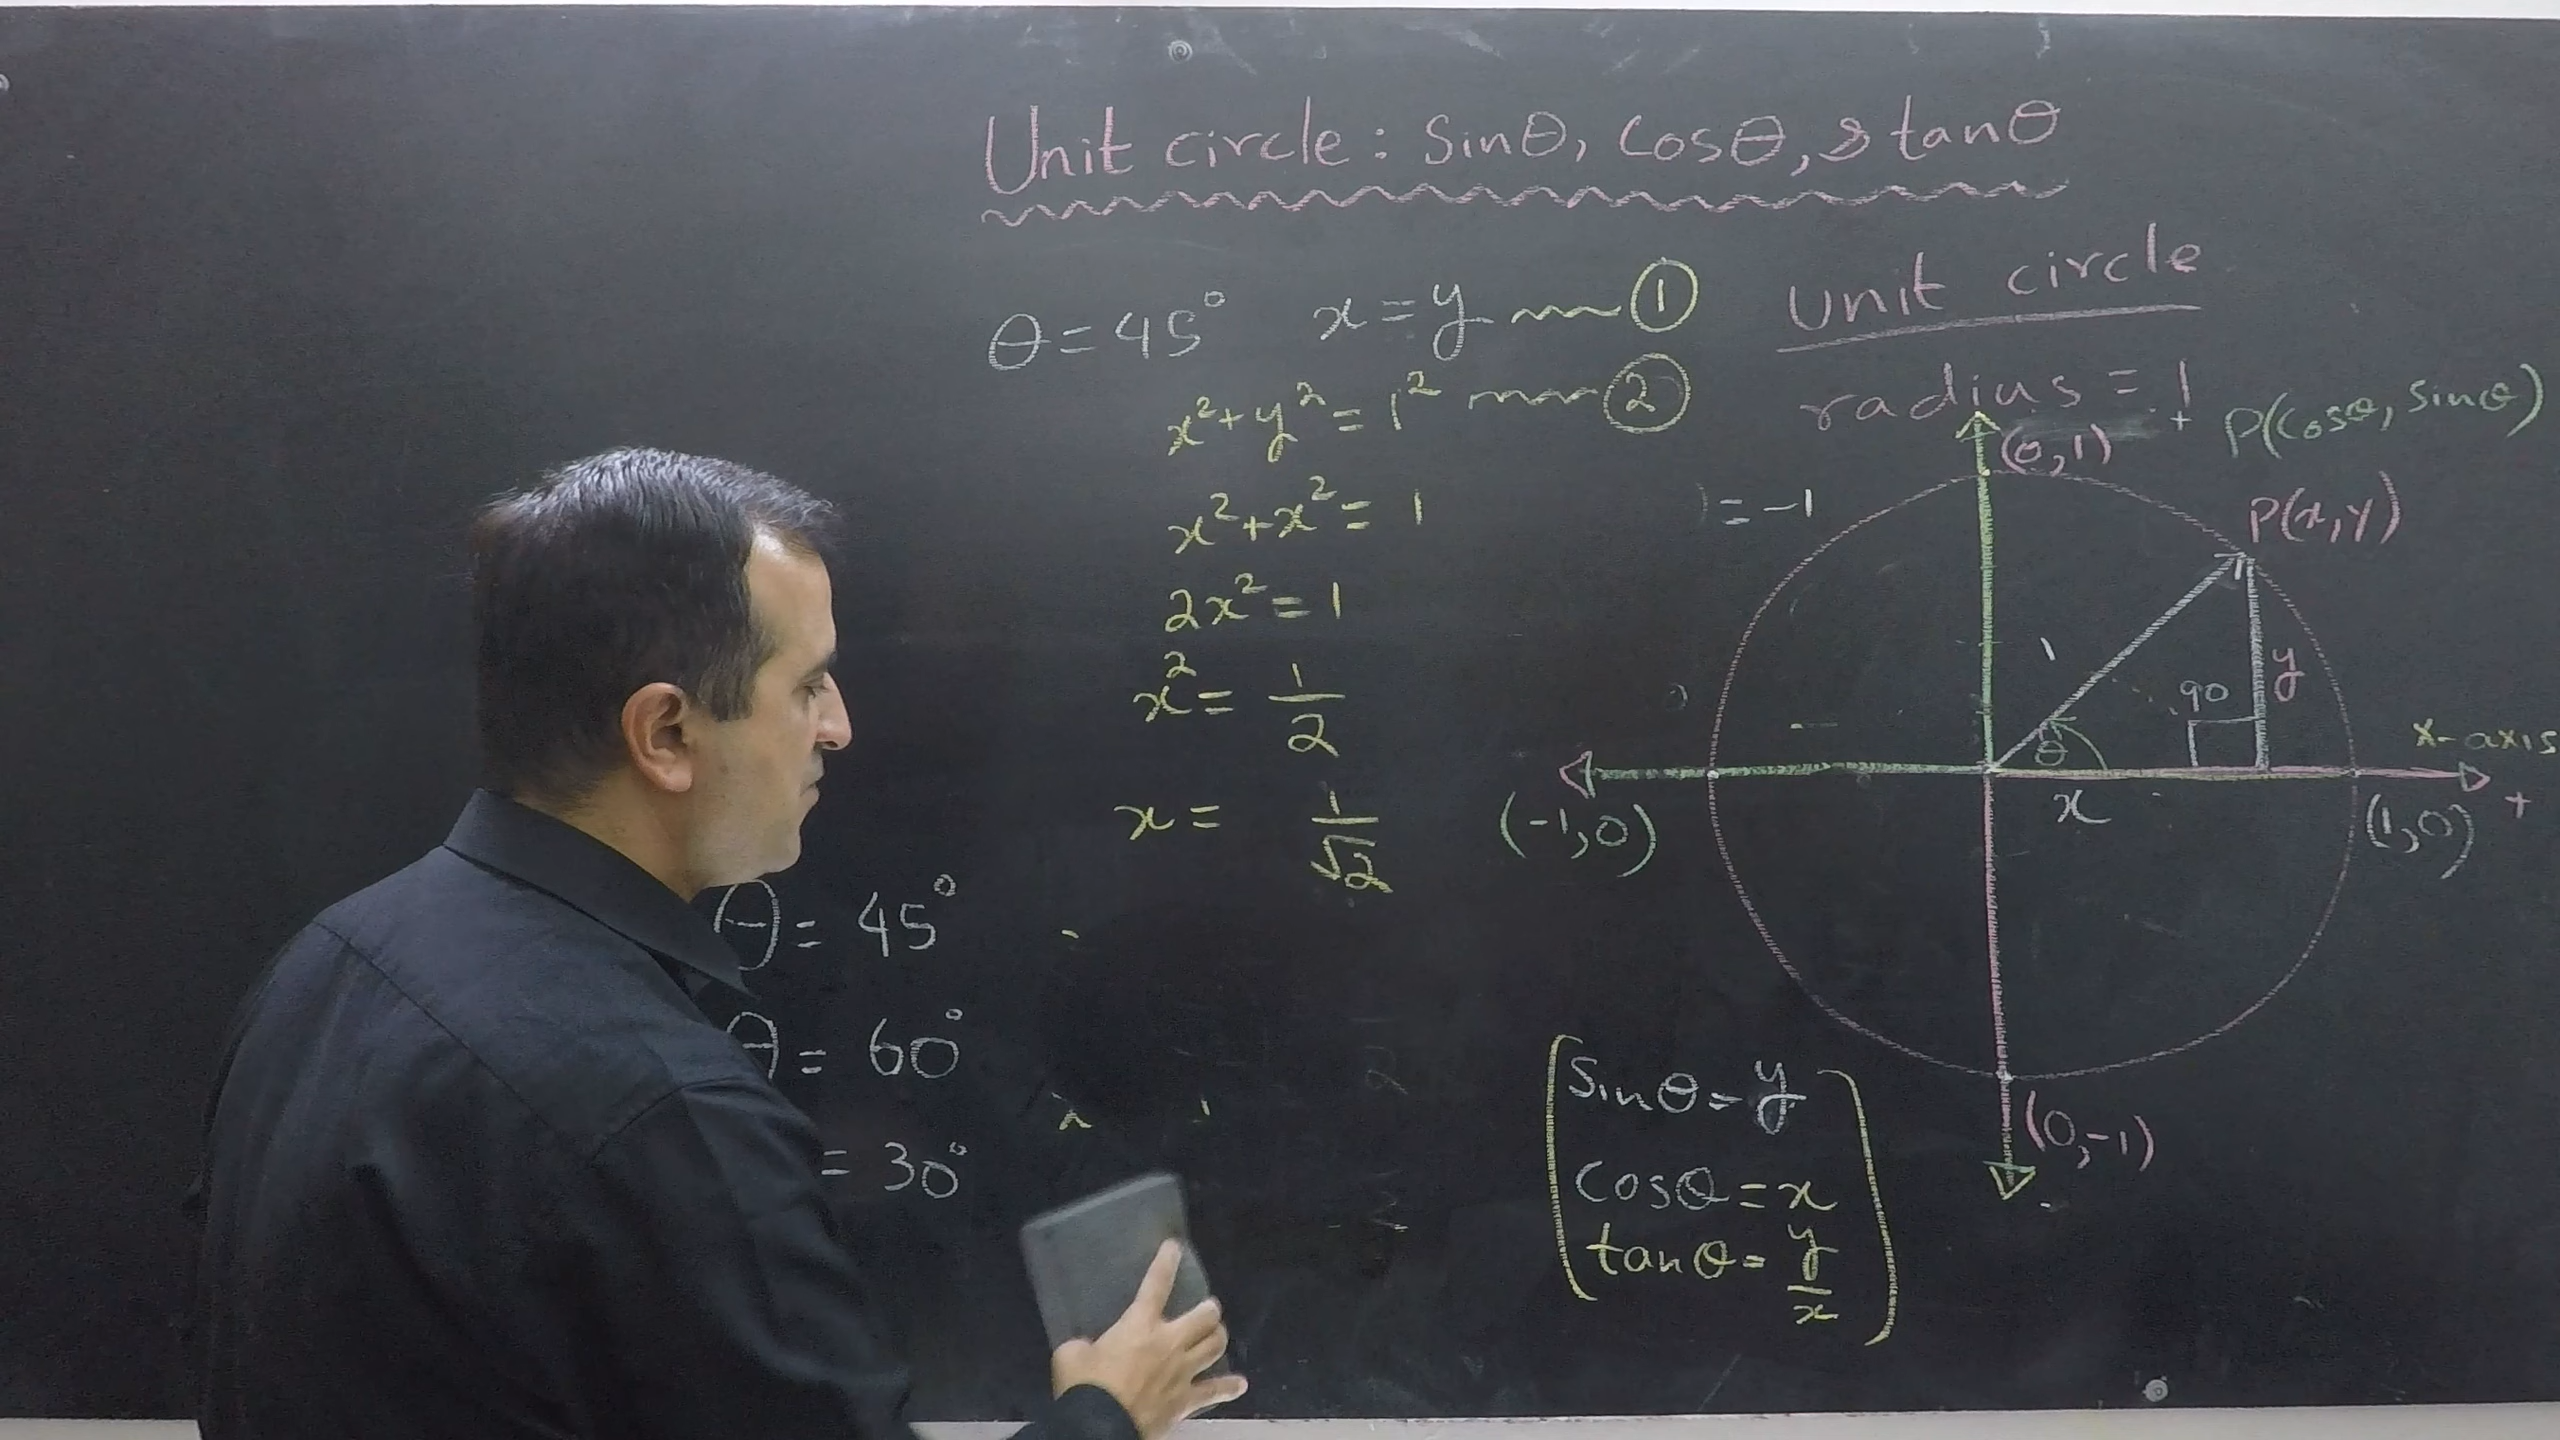 Unit circle: sinθ, cosθ, & tanθ
θ = 45° x = y ~~~ ①
x² + y² = 1² ~~~ ②
x² + x² = 1
2x² = 1
x² = 1/2
x = 1/√2
θ = 45°
θ = 60°
= 30°
unit circle
radius = 1
+ P(cosθ, sinθ)
(0,1)
) = -1
P(x,y)
1
90
y
θ
x-axis
(-1,0)
x
(1,0) +
(0,-1)
sinθ = y
cosθ = x
tanθ = y/x